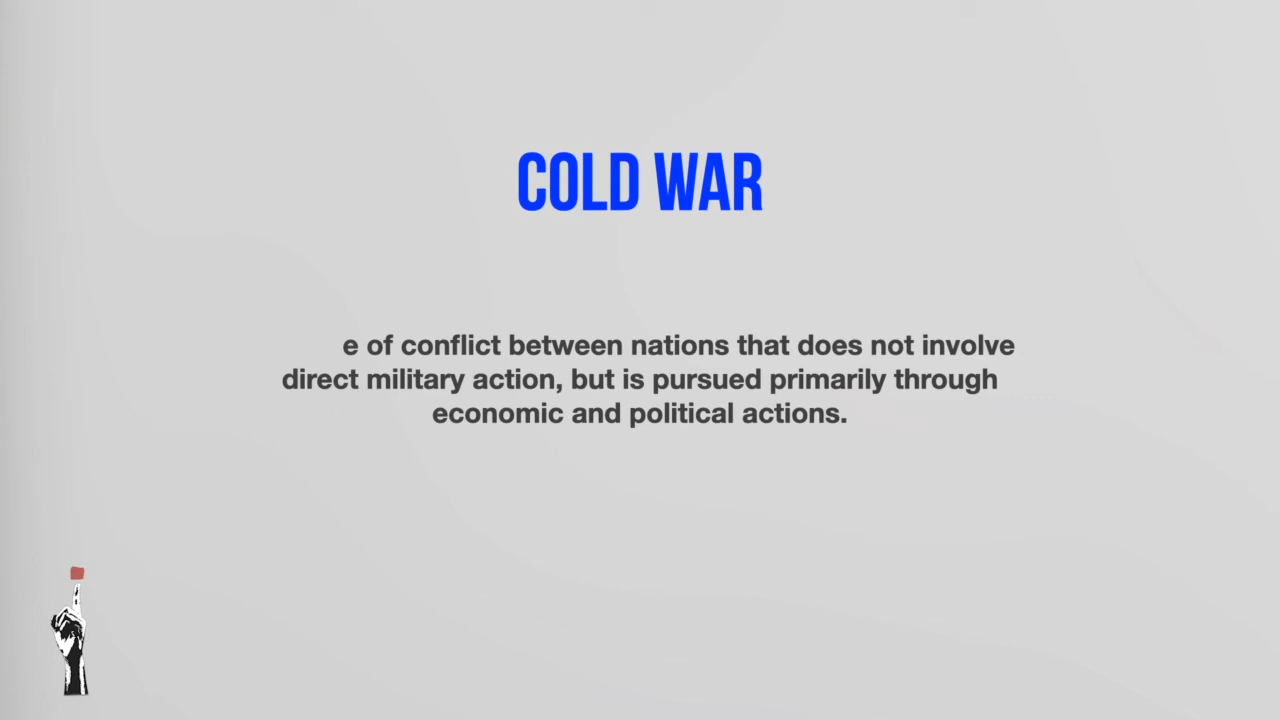 COLD WAR
e of conflict between nations that does not involve
direct military action, but is pursued primarily through
economic and political actions.